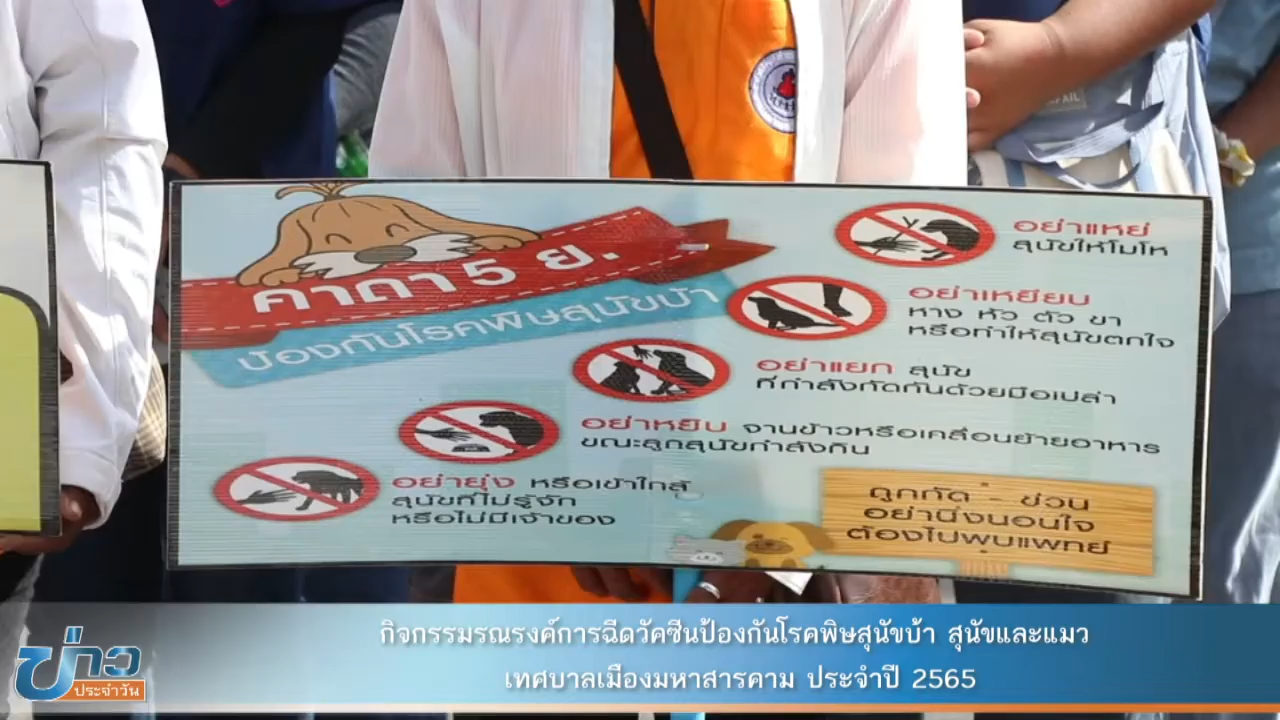 คาถา 5 ย.
ป้องกันโรคพิษสุนัขบ้า
อย่าแหย่
สุนัขให้โมโห
อย่าเหยียบ
หาง หัว ตัว ขา
หรือทำให้สุนัขตกใจ
อย่าแยก สุนัข
ที่กำลังกัดกันด้วยมือเปล่า
อย่าหยิบ จานข้าวหรือเคลื่อนย้ายอาหาร
ขณะลูกสุนัขกำลังกิน
อย่ายุ่ง หรือเข้าใกล้
สุนัขที่ไม่รู้จัก
หรือไม่มีเจ้าของ
ถูกกัด - ข่วน
อย่านิ่งนอนใจ
ต้องไปพบแพทย์
กิจกรรมรณรงค์การฉีดวัคซีนป้องกันโรคพิษสุนัขบ้า สุนัขและแมว
เทศบาลเมืองมหาสารคาม ประจำปี 2565
ข่าว
ประจำวัน